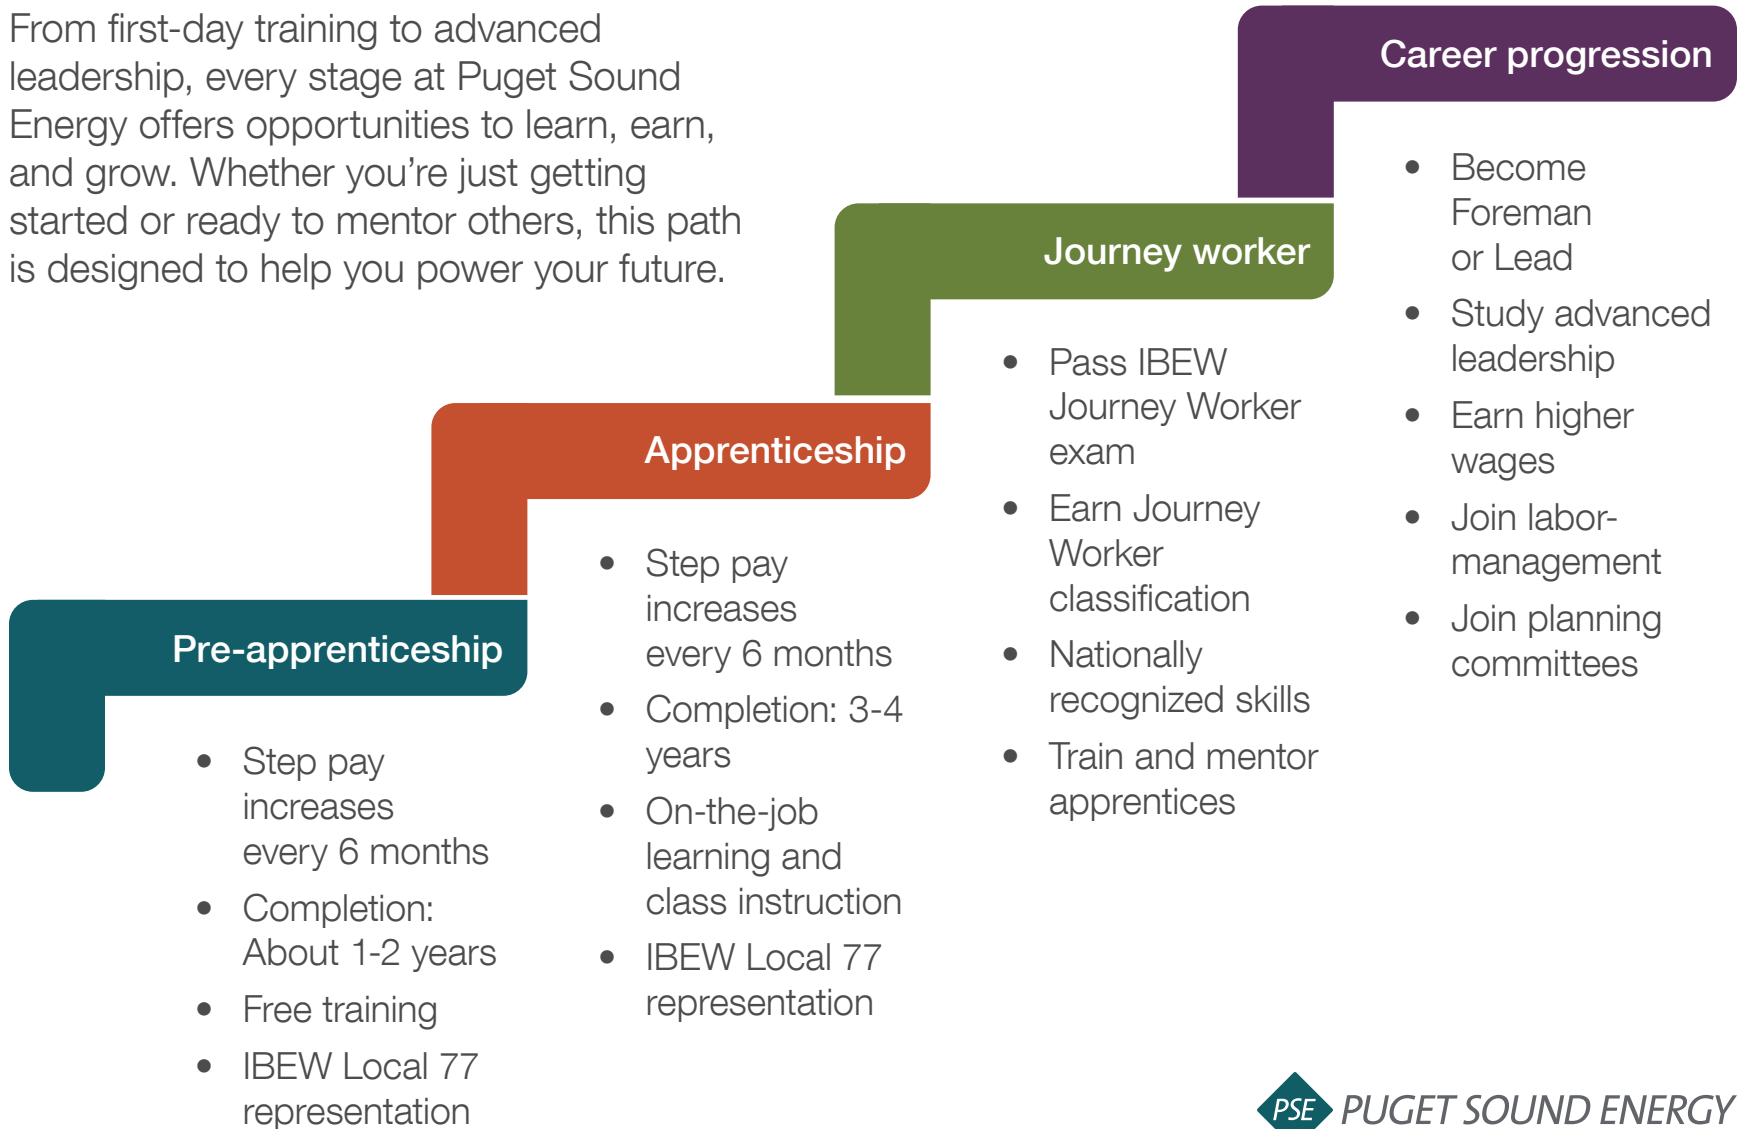 From first-day training to advanced
leadership, every stage at Puget Sound
Energy offers opportunities to learn, earn,
and grow. Whether you’re just getting
started or ready to mentor others, this path
is designed to help you power your future.
Pre-apprenticeship
• Step pay
increases
every 6 months
• Completion:
About 1-2 years
• Free training
• IBEW Local 77
representation
Apprenticeship
• Step pay
increases
every 6 months
• Completion: 3-4
years
• On-the-job
learning and
class instruction
• IBEW Local 77
representation
Journey worker
• Pass IBEW
Journey Worker
exam
• Earn Journey
Worker
classification
• Nationally
recognized skills
• Train and mentor
apprentices
Career progression
• Become
Foreman
or Lead
• Study advanced
leadership
• Earn higher
wages
• Join labor-
management
• Join planning
committees
PSE PUGET SOUND ENERGY